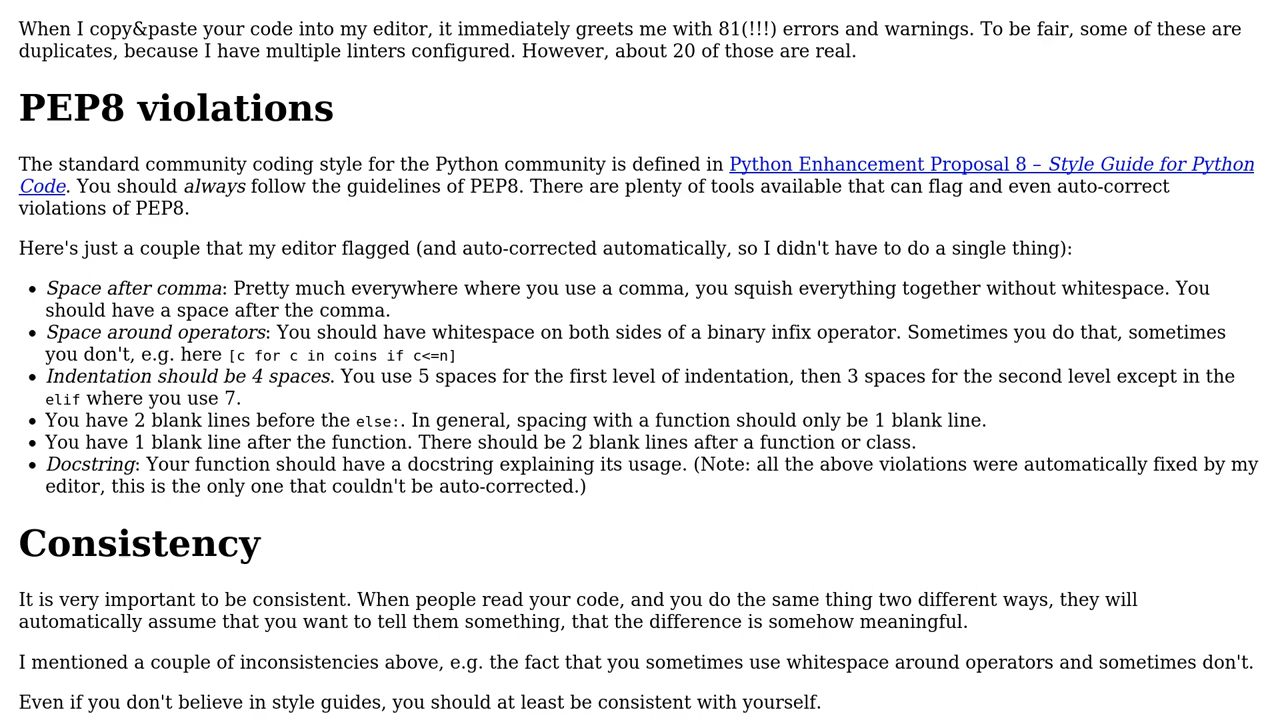 When I copy&paste your code into my editor, it immediately greets me with 81(!!!) errors and warnings. To be fair, some of these are
duplicates, because I have multiple linters configured. However, about 20 of those are real.
PEP8 violations
The standard community coding style for the Python community is defined in Python Enhancement Proposal 8 – Style Guide for Python
Code. You should always follow the guidelines of PEP8. There are plenty of tools available that can flag and even auto-correct
violations of PEP8.
Here's just a couple that my editor flagged (and auto-corrected automatically, so I didn't have to do a single thing):
• Space after comma: Pretty much everywhere where you use a comma, you squish everything together without whitespace. You
should have a space after the comma.
• Space around operators: You should have whitespace on both sides of a binary infix operator. Sometimes you do that, sometimes
you don't, e.g. here [c for c in coins if c<=n]
• Indentation should be 4 spaces. You use 5 spaces for the first level of indentation, then 3 spaces for the second level except in the
elif where you use 7.
• You have 2 blank lines before the else:. In general, spacing with a function should only be 1 blank line.
• You have 1 blank line after the function. There should be 2 blank lines after a function or class.
• Docstring: Your function should have a docstring explaining its usage. (Note: all the above violations were automatically fixed by my
editor, this is the only one that couldn't be auto-corrected.)
Consistency
It is very important to be consistent. When people read your code, and you do the same thing two different ways, they will
automatically assume that you want to tell them something, that the difference is somehow meaningful.
I mentioned a couple of inconsistencies above, e.g. the fact that you sometimes use whitespace around operators and sometimes don't.
Even if you don't believe in style guides, you should at least be consistent with yourself.